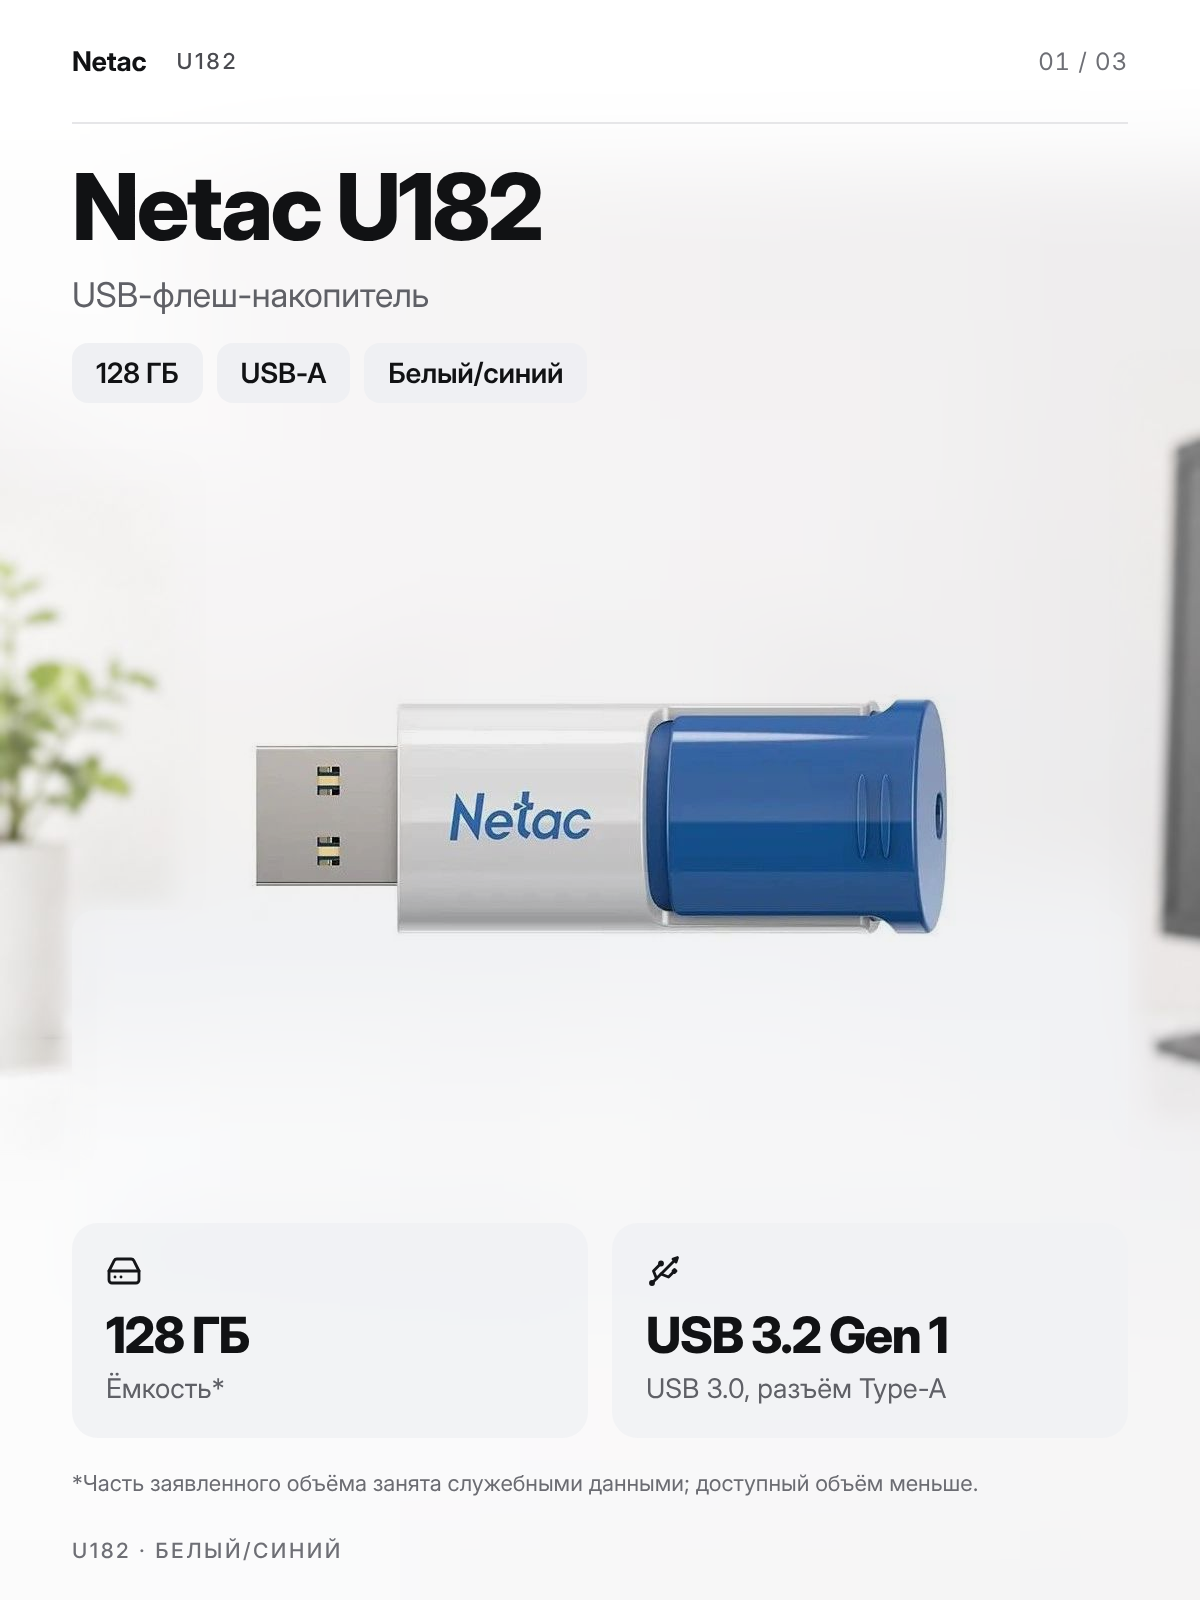 Netac U182 01 / 03
Netac U182
USB-флеш-накопитель
128 ГБ USB-A Белый/синий
Netac
128 ГБ
Ёмкость*
USB 3.2 Gen 1
USB 3.0, разъём Type-A
*Часть заявленного объёма занята служебными данными; доступный объём меньше.
U182 · БЕЛЫЙ/СИНИЙ